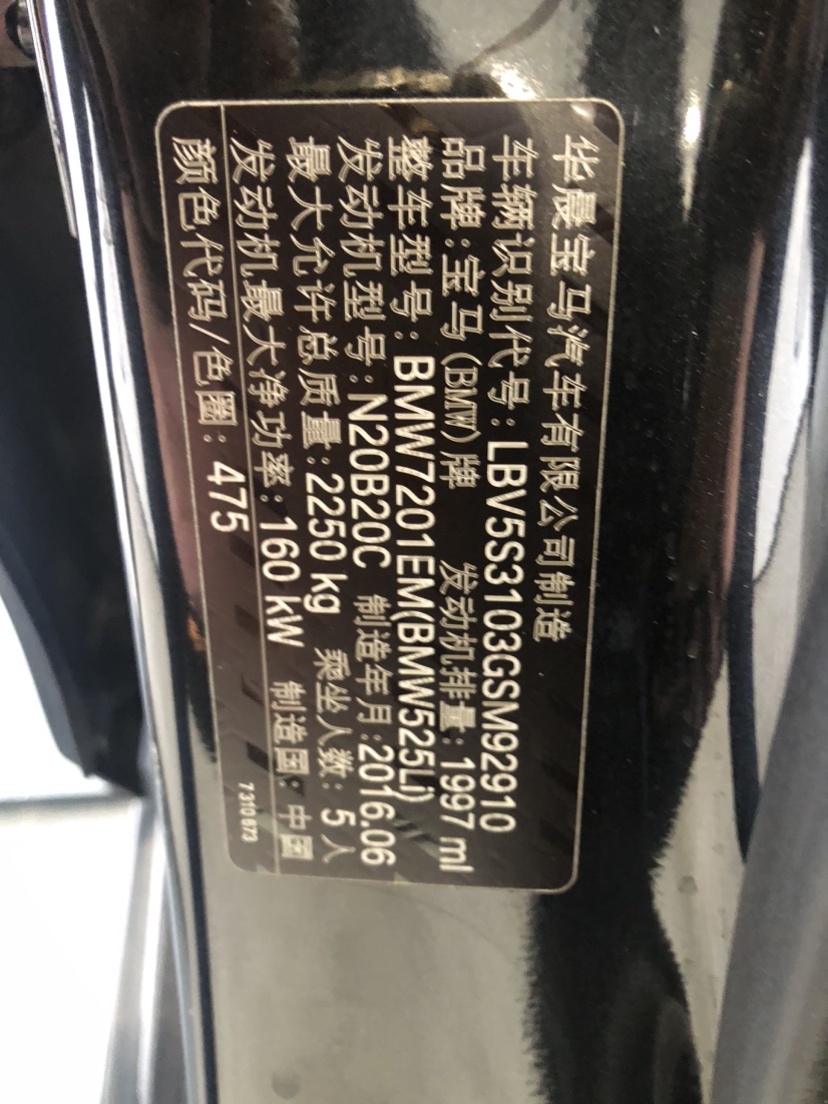 华晨宝马汽车有限公司制造
车辆识别代号：LBV5S3103GSM92910
品牌：宝马(BMW)牌 发动机排量：1997 ml
整车型号：BMW7201EM(BMW525Li)
发动机型号：N20B20C 制造年月：2016.06
最大允许总质量：2250 kg 乘坐人数：5人
发动机最大净功率：160 kW 制造国：中国
颜色代码/色圈：475
7 310 673